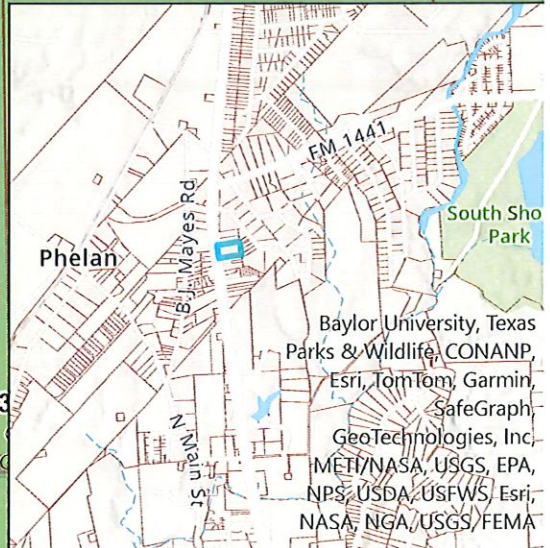 FM 1441
B.J. Mayes Rd
South Sho
Park
Phelan
N Main St
3
Baylor University, Texas
Parks & Wildlife, CONANP,
Esri, TomTom, Garmin,
SafeGraph,
GeoTechnologies, Inc,
METI/NASA, USGS, EPA,
NPS, USDA, USFWS, Esri,
NASA, NGA, USGS, FEMA